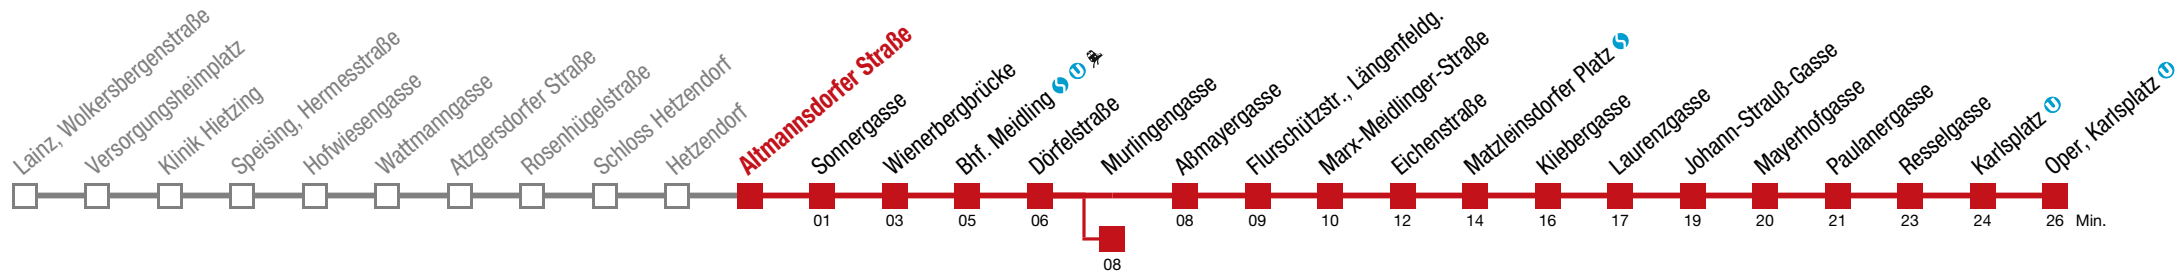 Lainz, Wolkersbergenstraße
Versorgungsheimplatz
Klinik Hietzing
Speising, Hermesstraße
Hofwiesengasse
Wattmanngasse
Atzgersdorfer Straße
Rosenhügelstraße
Schloss Hetzendorf
Hetzendorf
Altmannsdorfer Straße
Sonnergasse
Wienerbergbrücke
Bhf. Meidling S U
Dörfelstraße
Murlingengasse
Aßmayergasse
Flurschützstr., Längenfeldg.
Marx-Meidlinger-Straße
Eichenstraße
Matzleinsdorfer Platz S
Kliebergasse
Laurenzgasse
Johann-Strauß-Gasse
Mayerhofgasse
Paulanergasse
Resselgasse
Karlsplatz U
Oper, Karlsplatz U
01 03 05 06 08 09 10 12 14 16 17 19 20 21 23 24 26 Min.
08